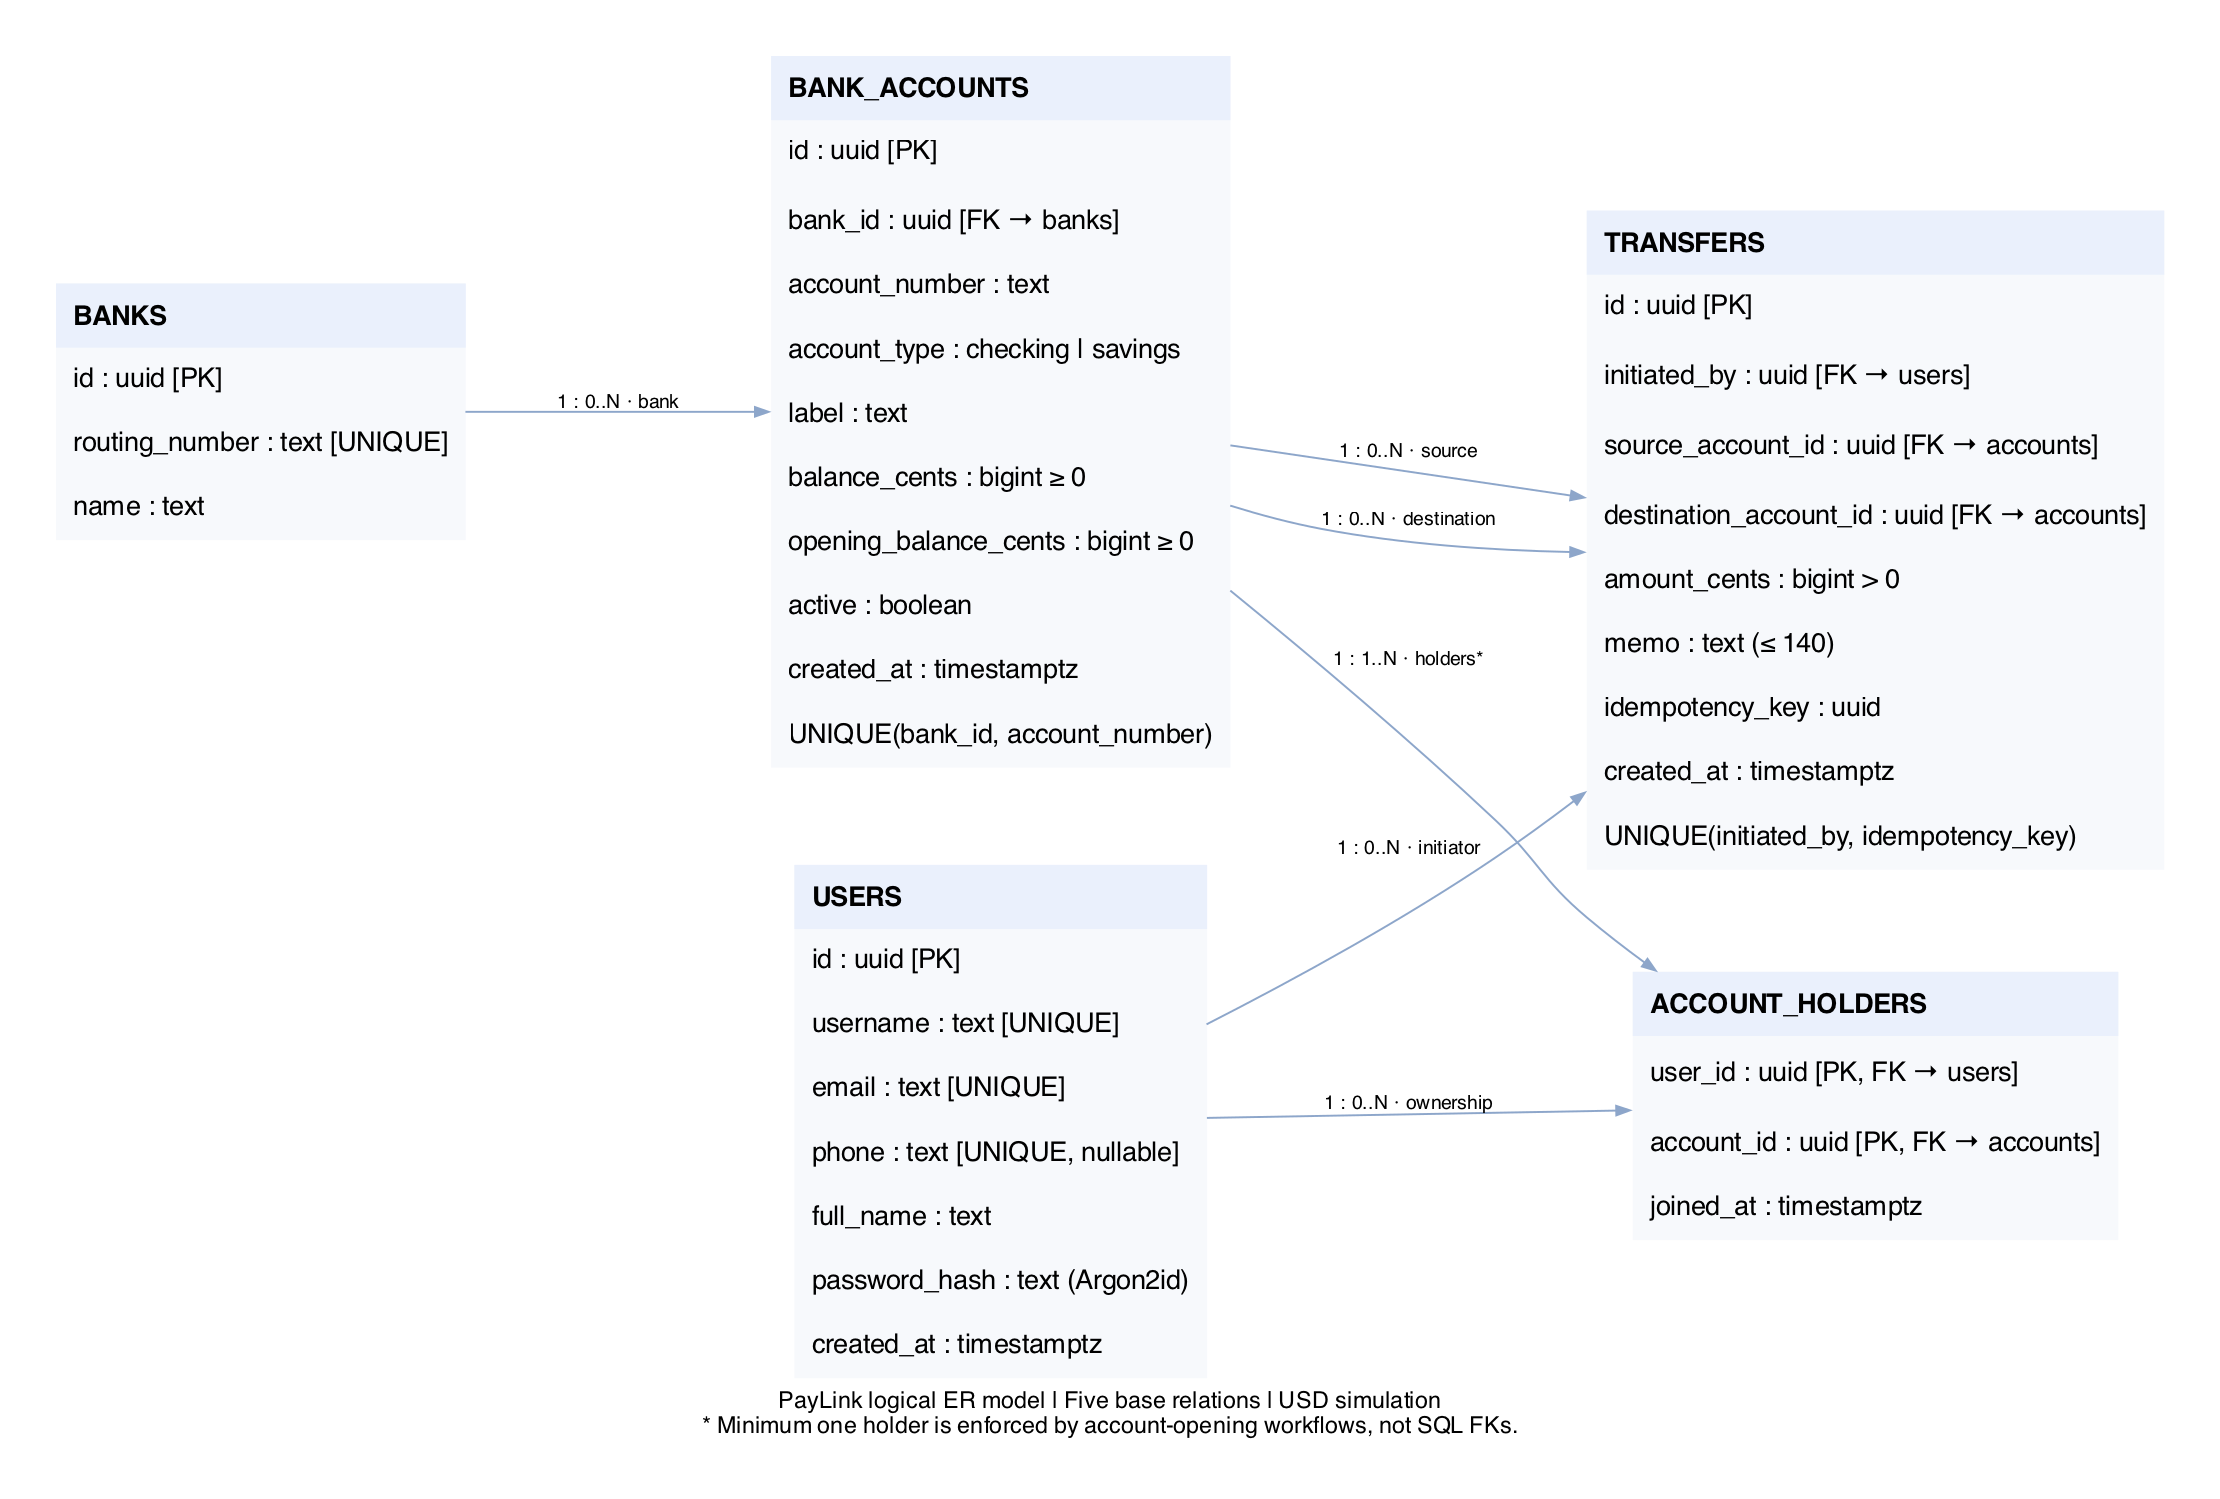 BANKS
id : uuid [PK]
routing_number : text [UNIQUE]
name : text
1 : 0..N · bank
BANK_ACCOUNTS
id : uuid [PK]
bank_id : uuid [FK → banks]
account_number : text
account_type : checking | savings
label : text
balance_cents : bigint ≥ 0
opening_balance_cents : bigint ≥ 0
active : boolean
created_at : timestamptz
UNIQUE(bank_id, account_number)
1 : 0..N · source
1 : 0..N · destination
1 : 1..N · holders*
1 : 0..N · initiator
1 : 0..N · ownership
TRANSFERS
id : uuid [PK]
initiated_by : uuid [FK → users]
source_account_id : uuid [FK → accounts]
destination_account_id : uuid [FK → accounts]
amount_cents : bigint > 0
memo : text (≤ 140)
idempotency_key : uuid
created_at : timestamptz
UNIQUE(initiated_by, idempotency_key)
USERS
id : uuid [PK]
username : text [UNIQUE]
email : text [UNIQUE]
phone : text [UNIQUE, nullable]
full_name : text
password_hash : text (Argon2id)
created_at : timestamptz
ACCOUNT_HOLDERS
user_id : uuid [PK, FK → users]
account_id : uuid [PK, FK → accounts]
joined_at : timestamptz
PayLink logical ER model | Five base relations | USD simulation
* Minimum one holder is enforced by account-opening workflows, not SQL FKs.